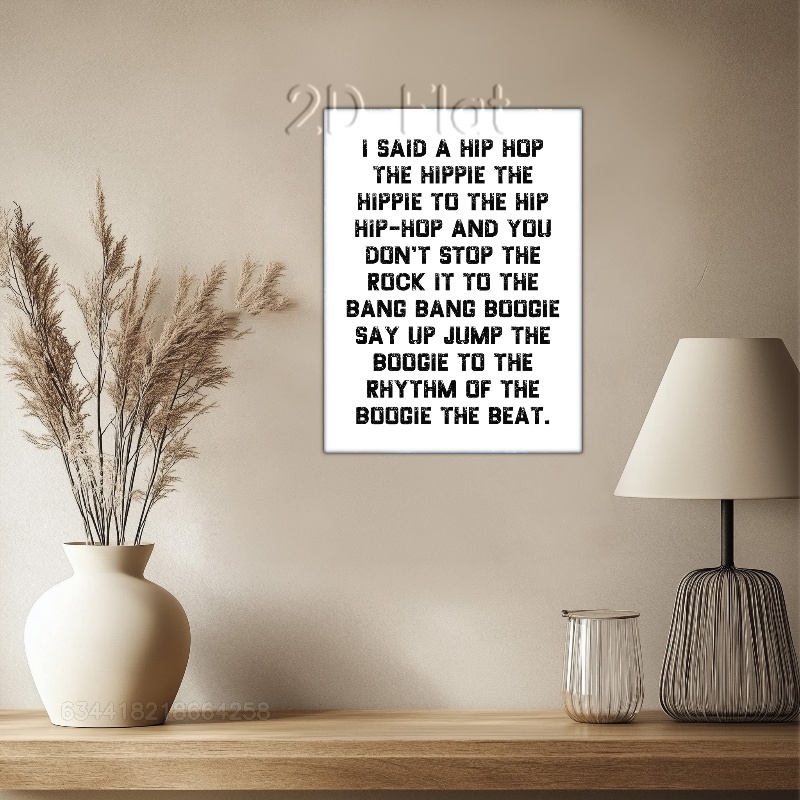 2D Flat
I SAID A HIP HOP
THE HIPPIE THE
HIPPIE TO THE HIP
HIP-HOP AND YOU
DON'T STOP THE
ROCK IT TO THE
BANG BANG BOOGIE
SAY UP JUMP THE
BOOGIE TO THE
RHYTHM OF THE
BOOGIE THE BEAT.
634418218664258